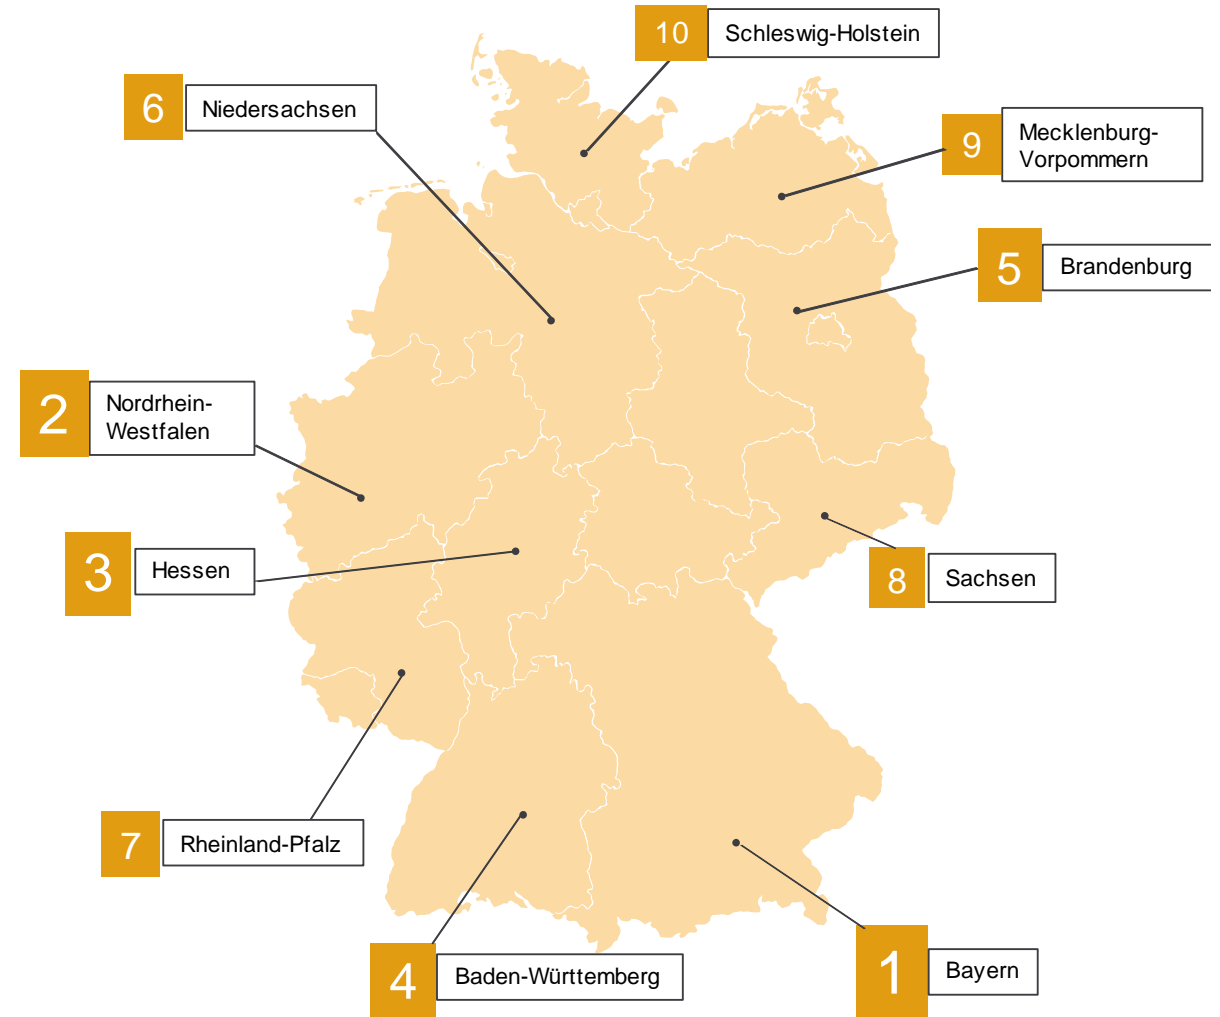 10
Schleswig-Holstein
6
Niedersachsen
9
Mecklenburg-
Vorpommern
5
Brandenburg
2
Nordrhein-
Westfalen
3
Hessen
8
Sachsen
7
Rheinland-Pfalz
4
Baden-Württemberg
1
Bayern